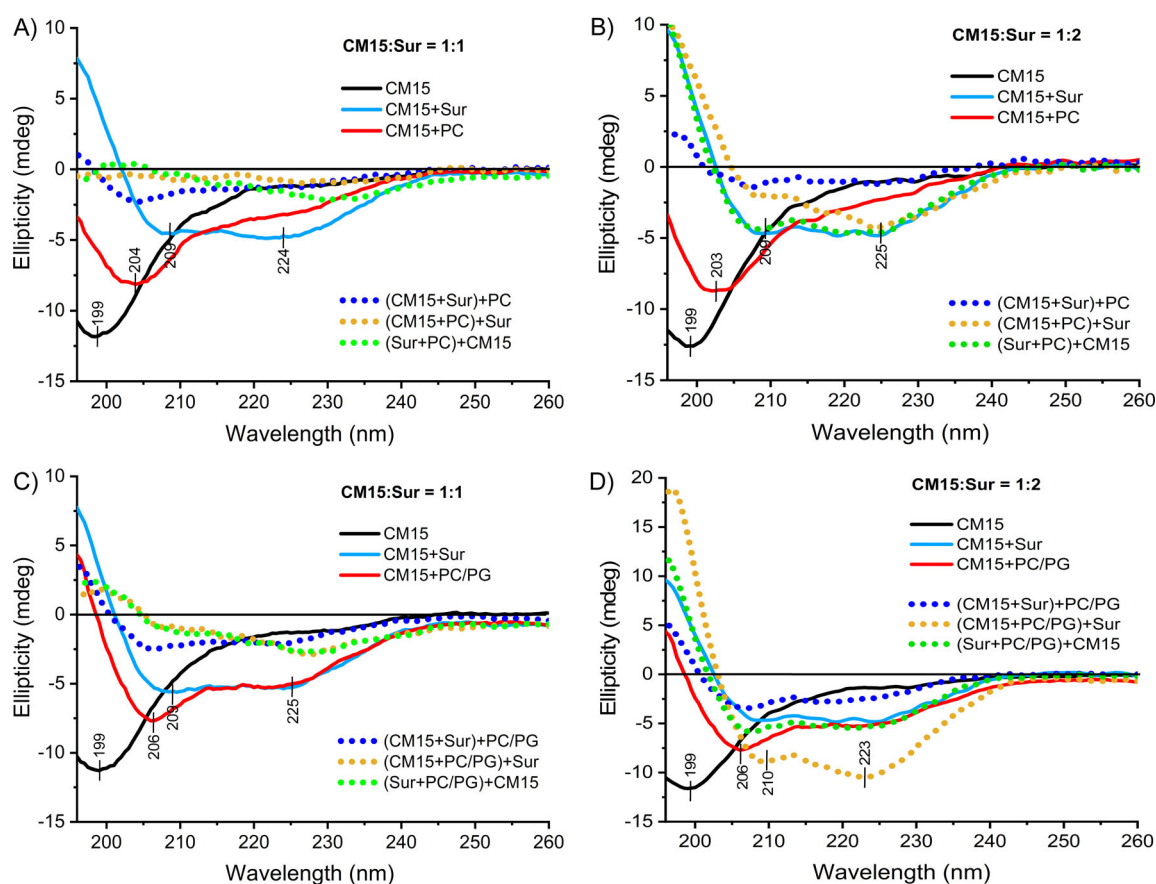 A)
CM15:Sur = 1:1
CM15
CM15+Sur
CM15+PC
Ellipticity (mdeg)
10
5
0
-5
-10
-15
199
204
209
224
(CM15+Sur)+PC
(CM15+PC)+Sur
(Sur+PC)+CM15
200 210 220 230 240 250 260
Wavelength (nm)
B)
CM15:Sur = 1:2
CM15
CM15+Sur
CM15+PC
Ellipticity (mdeg)
10
5
0
-5
-10
-15
199
203
209
225
(CM15+Sur)+PC
(CM15+PC)+Sur
(Sur+PC)+CM15
200 210 220 230 240 250 260
Wavelength (nm)
C)
CM15:Sur = 1:1
CM15
CM15+Sur
CM15+PC/PG
Ellipticity (mdeg)
10
5
0
-5
-10
-15
199
206
209
225
(CM15+Sur)+PC/PG
(CM15+PC/PG)+Sur
(Sur+PC/PG)+CM15
200 210 220 230 240 250 260
Wavelength (nm)
D)
CM15:Sur = 1:2
CM15
CM15+Sur
CM15+PC/PG
(CM15+Sur)+PC/PG
(CM15+PC/PG)+Sur
(Sur+PC/PG)+CM15
Ellipticity (mdeg)
20
15
10
5
0
-5
-10
-15
199
206
210
223
200 210 220 230 240 250 260
Wavelength (nm)